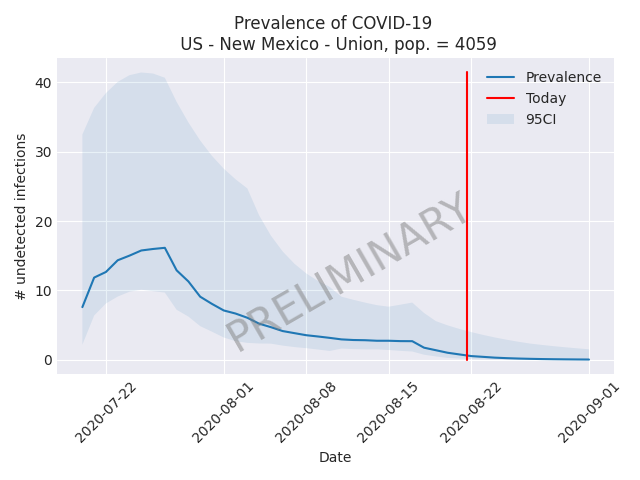 Prevalence of COVID-19
US - New Mexico - Union, pop. = 4059
# undetected infections
40
30
20
10
0
Prevalence
Today
95CI
PRELIMINARY
2020-07-22
2020-08-01
2020-08-08
2020-08-15
2020-08-22
2020-09-01
Date